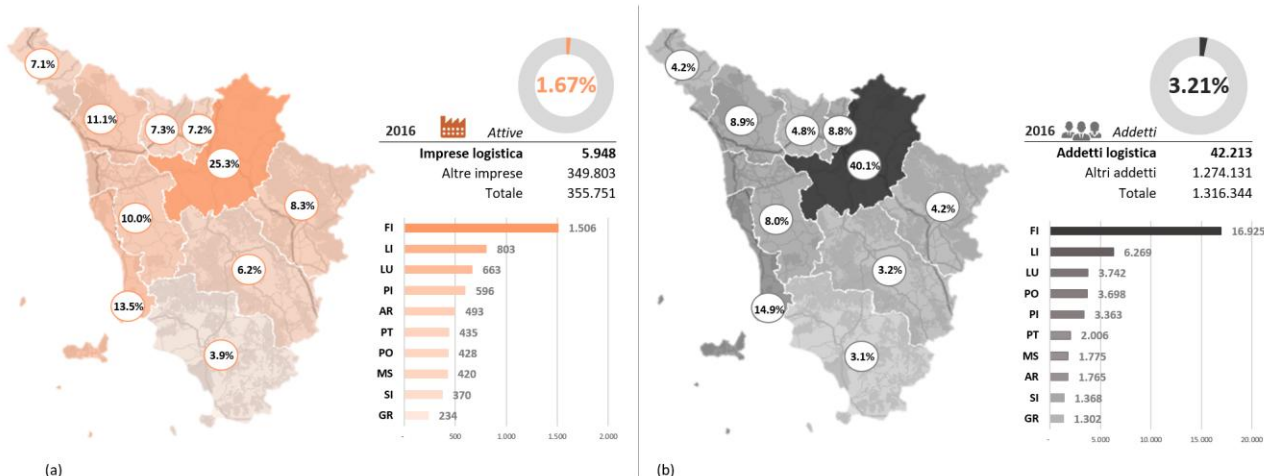 7.1%
11.1%
7.3%
7.2%
25.3%
10.0%
8.3%
6.2%
13.5%
3.9%
1.67%
2016 Attive
Imprese logistica 5.948
Altre imprese 349.803
Totale 355.751
FI 1.506
LI 803
LU 663
PI 596
AR 493
PT 435
PO 428
MS 420
SI 370
GR 234
- 500 1.000 1.500 2.000
(a)
4.2%
8.9%
4.8%
8.8%
40.1%
8.0%
4.2%
3.2%
14.9%
3.1%
3.21%
2016 Addetti
Addetti logistica 42.213
Altri addetti 1.274.131
Totale 1.316.344
FI 16.925
LI 6.269
LU 3.742
PO 3.698
PI 3.363
PT 2.006
MS 1.775
AR 1.765
SI 1.368
GR 1.302
- 5.000 10.000 15.000 20.000
(b)